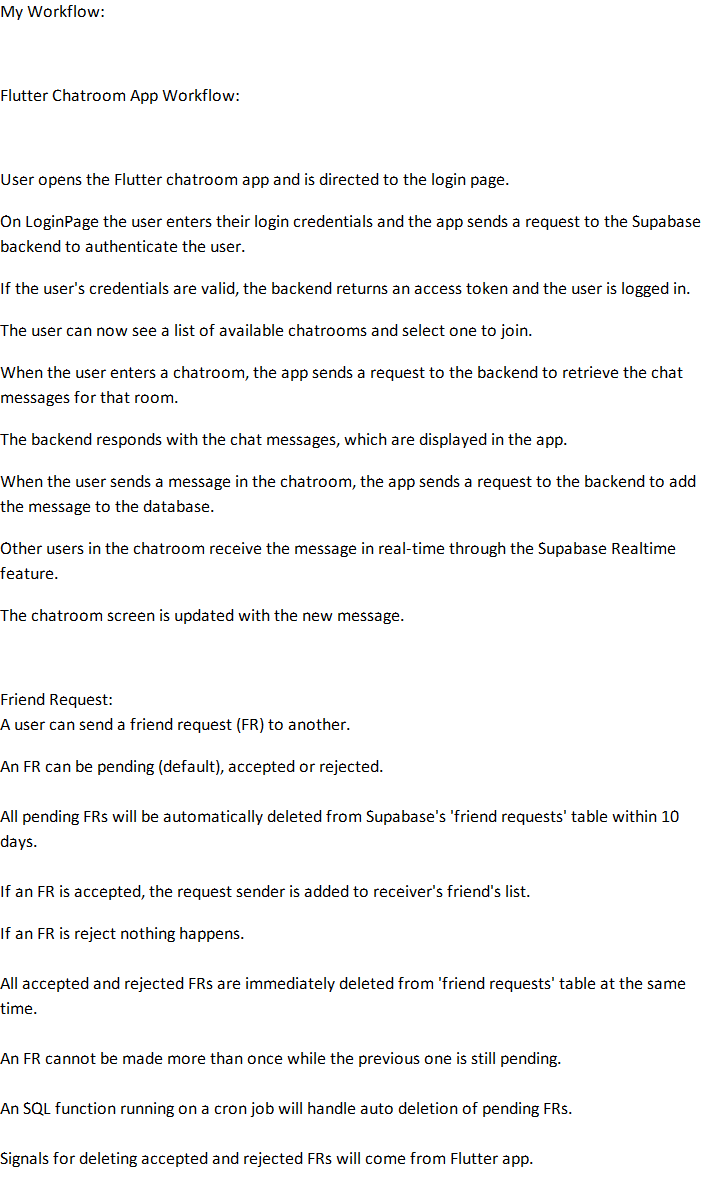 My Workflow:
Flutter Chatroom App Workflow:
User opens the Flutter chatroom app and is directed to the login page.
On LoginPage the user enters their login credentials and the app sends a request to the Supabase
backend to authenticate the user.
If the user's credentials are valid, the backend returns an access token and the user is logged in.
The user can now see a list of available chatrooms and select one to join.
When the user enters a chatroom, the app sends a request to the backend to retrieve the chat
messages for that room.
The backend responds with the chat messages, which are displayed in the app.
When the user sends a message in the chatroom, the app sends a request to the backend to add
the message to the database.
Other users in the chatroom receive the message in real-time through the Supabase Realtime
feature.
The chatroom screen is updated with the new message.
Friend Request:
A user can send a friend request (FR) to another.
An FR can be pending (default), accepted or rejected.
All pending FRs will be automatically deleted from Supabase's 'friend requests' table within 10
days.
If an FR is accepted, the request sender is added to receiver's friend's list.
If an FR is reject nothing happens.
All accepted and rejected FRs are immediately deleted from 'friend requests' table at the same
time.
An FR cannot be made more than once while the previous one is still pending.
An SQL function running on a cron job will handle auto deletion of pending FRs.
Signals for deleting accepted and rejected FRs will come from Flutter app.